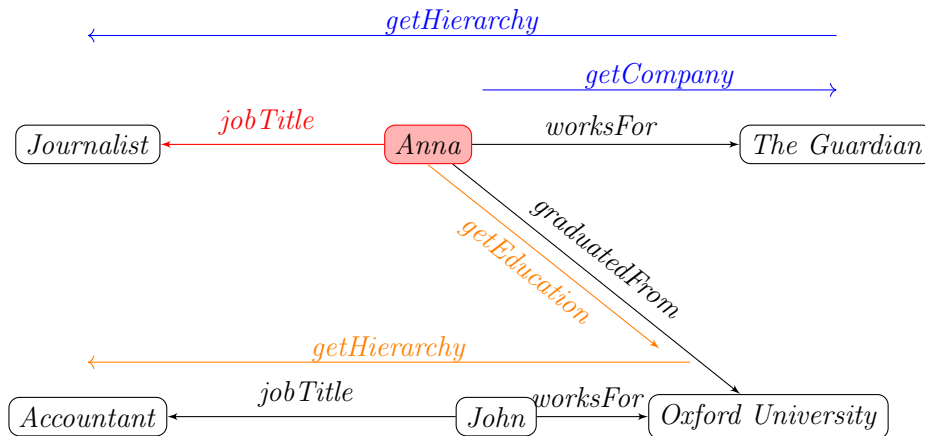 getHierarchy
getCompany
jobTitle
worksFor
Journalist
Anna
The Guardian
graduatedFrom
getEducation
getHierarchy
jobTitle
worksFor
Accountant
John
Oxford University